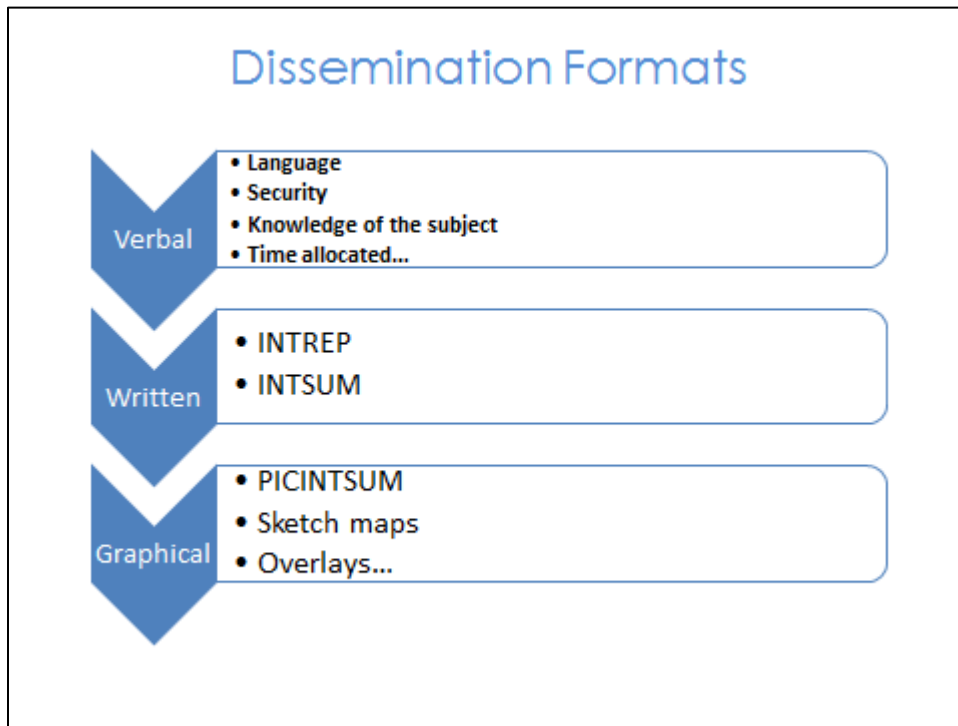 Dissemination Formats
Verbal
• Language
• Security
• Knowledge of the subject
• Time allocated...
Written
• INTREP
• INTSUM
Graphical
• PICINTSUM
• Sketch maps
• Overlays...